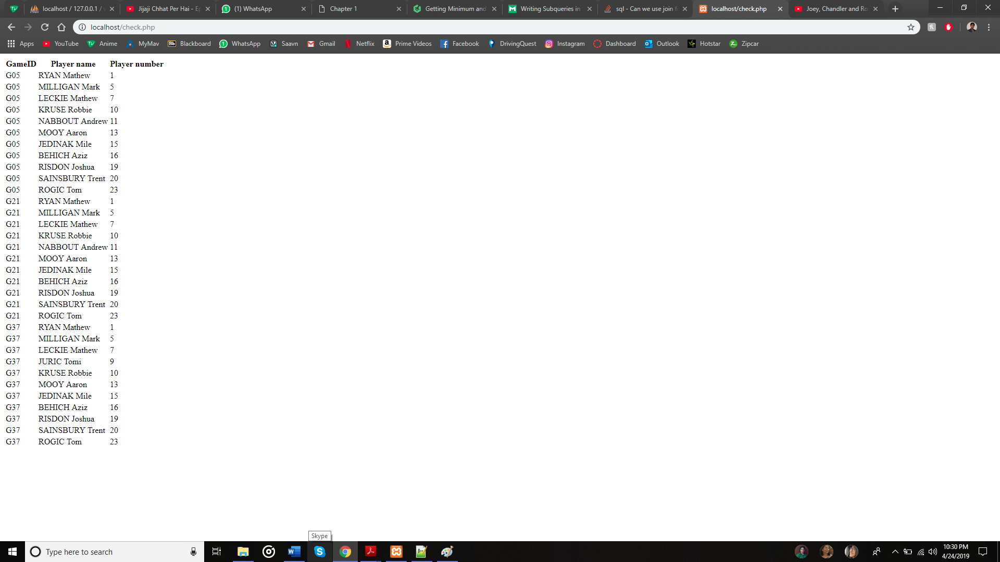 localhost / 127.0.0.1 / Jijaji Chhat Per Hai - (1) WhatsApp Chapter 1 Getting Minimum and Writing Subqueries in sql - Can we use join localhost/check.php Joey, Chandler and
localhost/check.php
Apps YouTube Anime MyMav Bb Blackboard WhatsApp Saavn Gmail Netflix Prime Videos Facebook DrivingQuest Instagram Dashboard Outlook Hotstar Zipcar
GameID Player name Player number
G05 RYAN Mathew 1
G05 MILLIGAN Mark 5
G05 LECKIE Mathew 7
G05 KRUSE Robbie 10
G05 NABBOUT Andrew 11
G05 MOOY Aaron 13
G05 JEDINAK Mile 15
G05 BEHICH Aziz 16
G05 RISDON Joshua 19
G05 SAINSBURY Trent 20
G05 ROGIC Tom 23
G21 RYAN Mathew 1
G21 MILLIGAN Mark 5
G21 LECKIE Mathew 7
G21 KRUSE Robbie 10
G21 NABBOUT Andrew 11
G21 MOOY Aaron 13
G21 JEDINAK Mile 15
G21 BEHICH Aziz 16
G21 RISDON Joshua 19
G21 SAINSBURY Trent 20
G21 ROGIC Tom 23
G37 RYAN Mathew 1
G37 MILLIGAN Mark 5
G37 LECKIE Mathew 7
G37 JURIC Tomi 9
G37 KRUSE Robbie 10
G37 MOOY Aaron 13
G37 JEDINAK Mile 15
G37 BEHICH Aziz 16
G37 RISDON Joshua 19
G37 SAINSBURY Trent 20
G37 ROGIC Tom 23
Skype
Type here to search
10:30 PM
4/24/2019